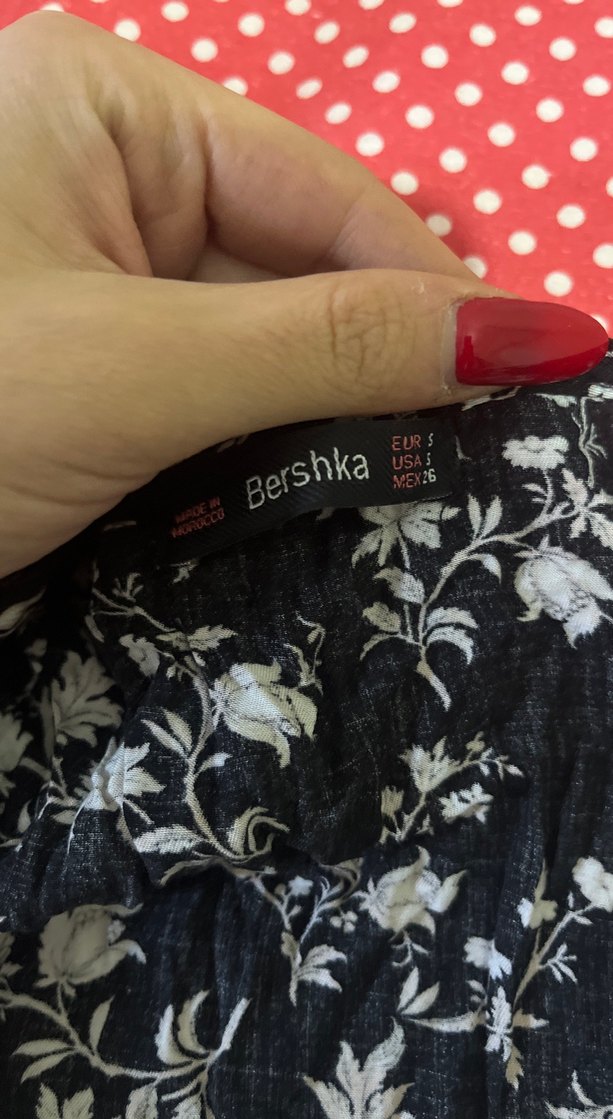 MADE IN
MOROCCO
Bershka
EUR S
USA S
MEX 26